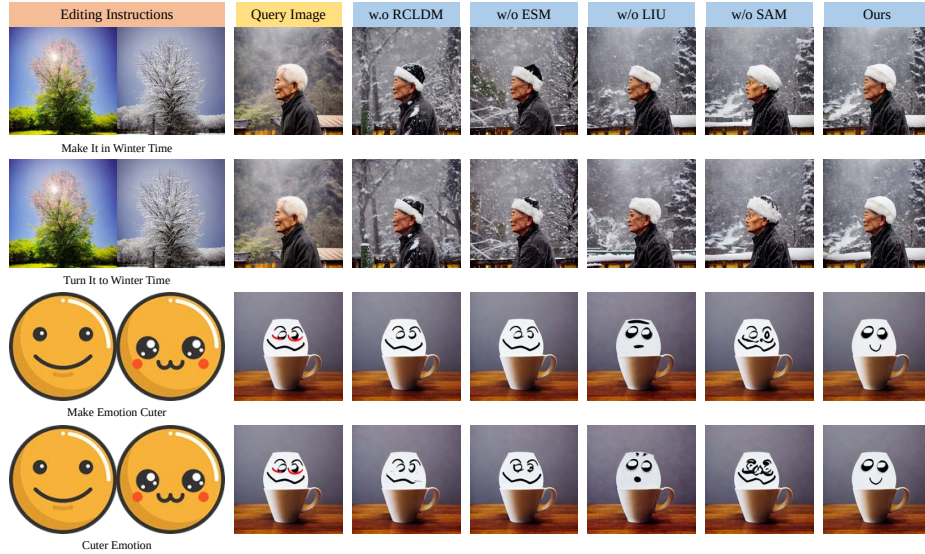 Editing Instructions Query Image w.o RCLDM w/o ESM w/o LIU w/o SAM Ours
Make It in Winter Time
Turn It to Winter Time
Make Emotion Cuter
Cuter Emotion